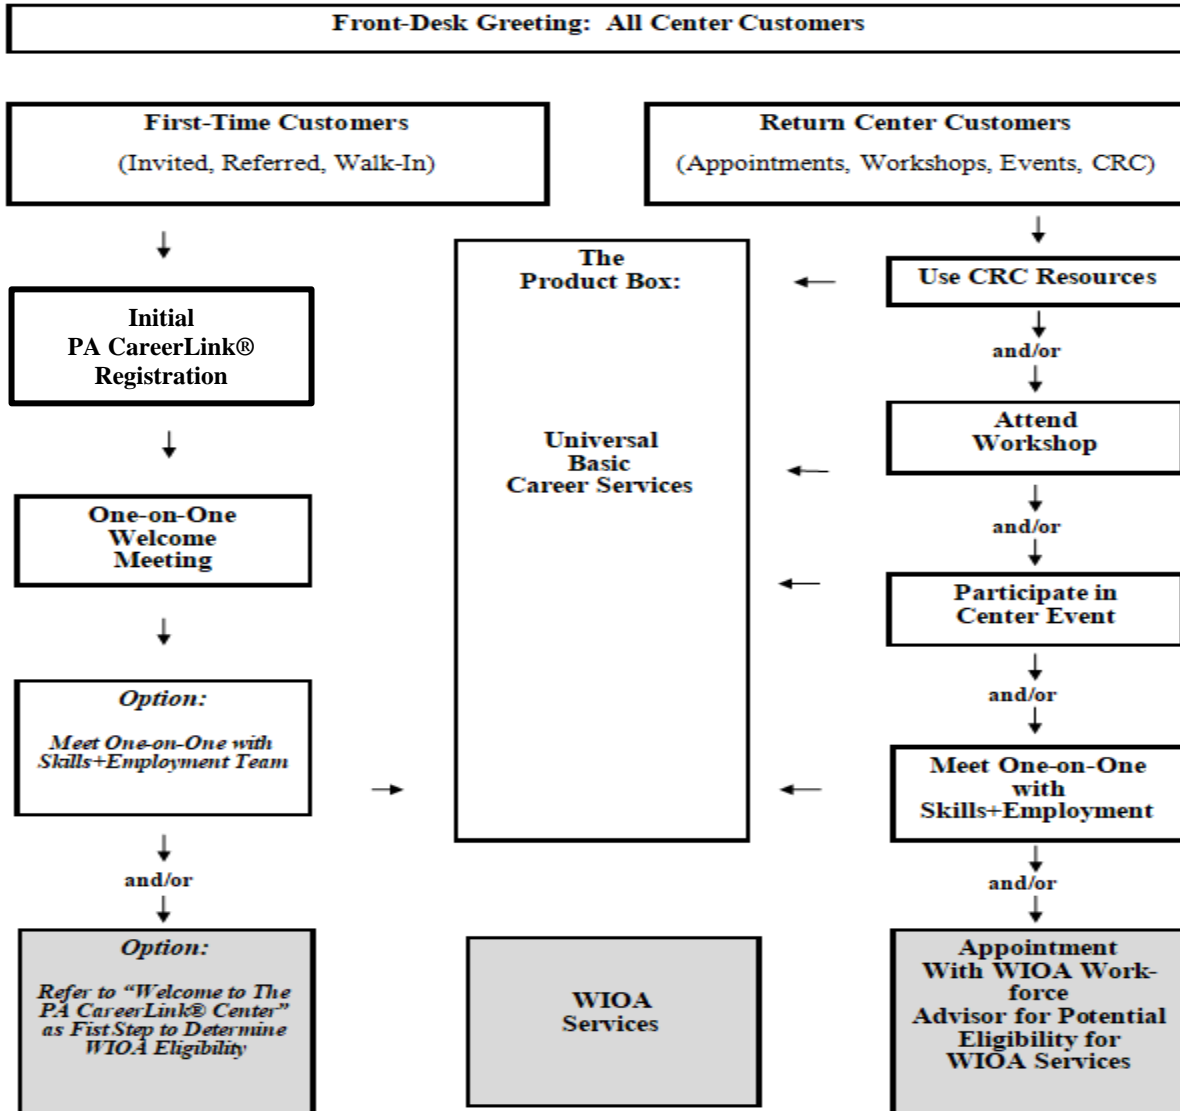 Front-Desk Greeting: All Center Customers
First-Time Customers
(Invited, Referred, Walk-In)
Return Center Customers
(Appointments, Workshops, Events, CRC)
Initial
PA CareerLink®
Registration
One-on-One
Welcome
Meeting
Option:
Meet One-on-One with
Skills+Employment Team
and/or
Option:
Refer to “Welcome to The
PA CareerLink® Center”
as Fist Step to Determine
WIOA Eligibility
The
Product Box:
Universal
Basic
Career Services
WIOA
Services
Use CRC Resources
and/or
Attend
Workshop
and/or
Participate in
Center Event
and/or
Meet One-on-One
with
Skills+Employment
and/or
Appointment
With WIOA Work-
force
Advisor for Potential
Eligibility for
WIOA Services